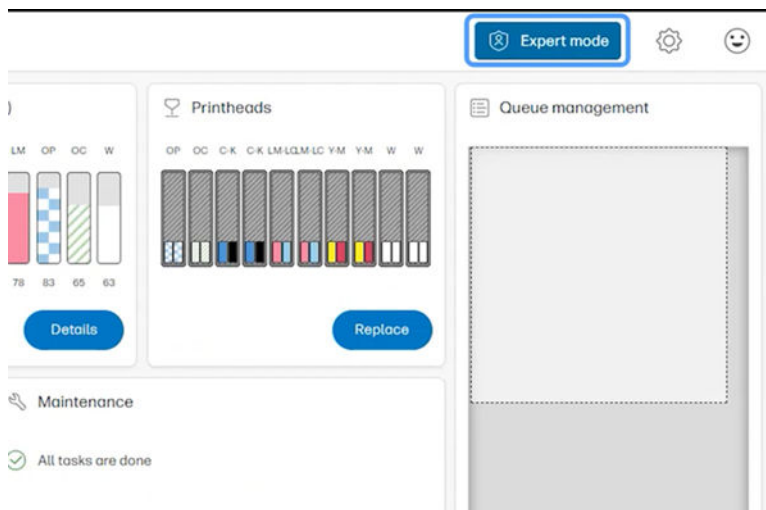 Expert mode
)
Printheads
Queue management
LM OP OC W
OP OC C-K C-K LM-LC LM-LC Y-M Y-M W W
78 83 65 63
Details
Replace
Maintenance
All tasks are done